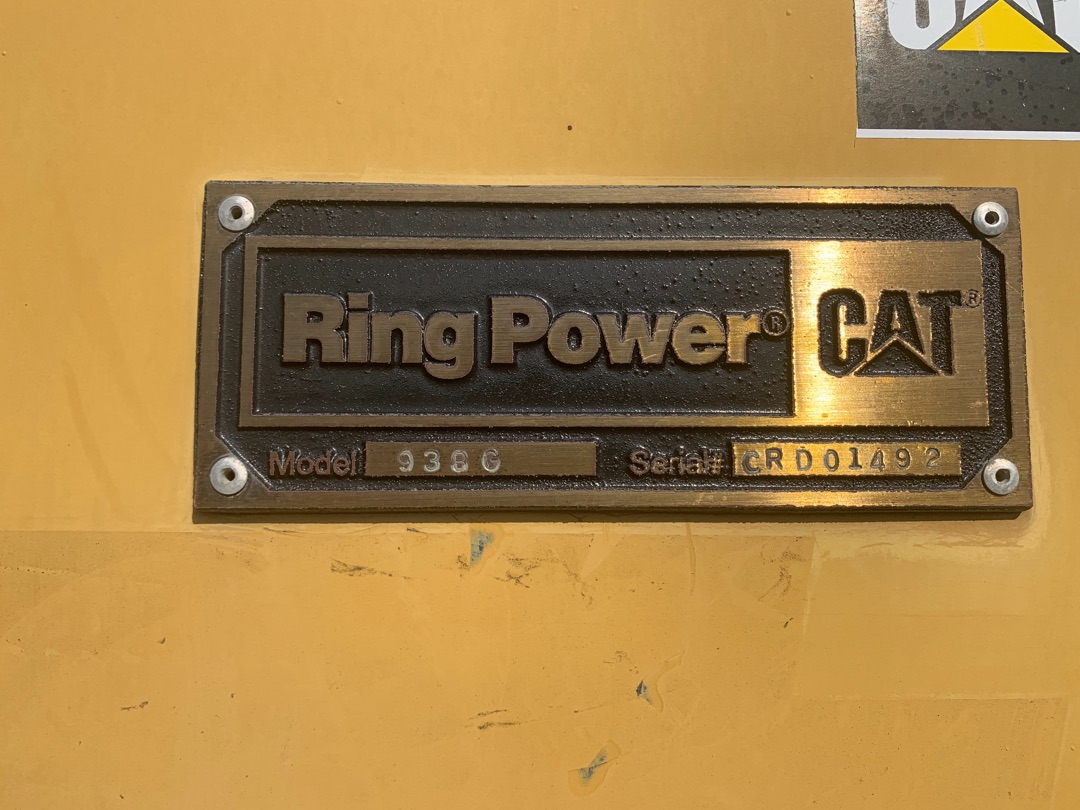 Ring Power® CAT®
Model 938G Serial# CRD01492